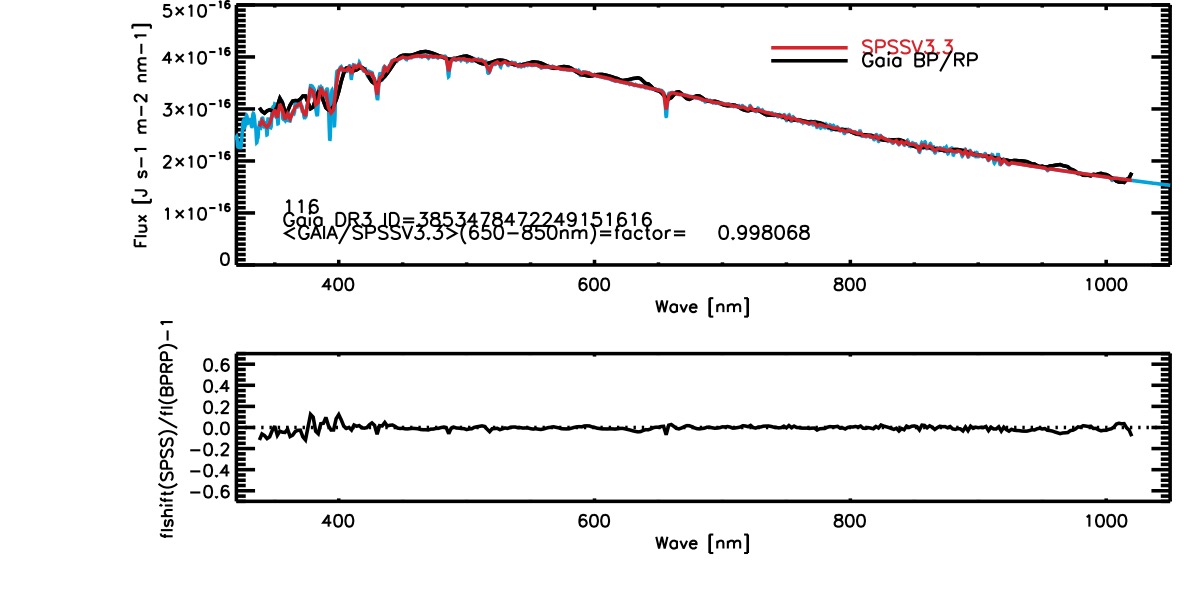 5×10−16
4×10−16
3×10−16
2×10−16
1×10−16
0
Flux [J s−1 m−2 nm−1]
SPSSv3.3
Gaia BP/RP
116
Gaia DR3 ID=3853478472249151616
<GAIA/SPSSv3.3>(650−850nm)=factor= 0.998068
400 600 800 1000
Wave [nm]
flshift(SPSS)/fl(BPRP)−1
0.6
0.4
0.2
0.0
−0.2
−0.4
−0.6
400 600 800 1000
Wave [nm]